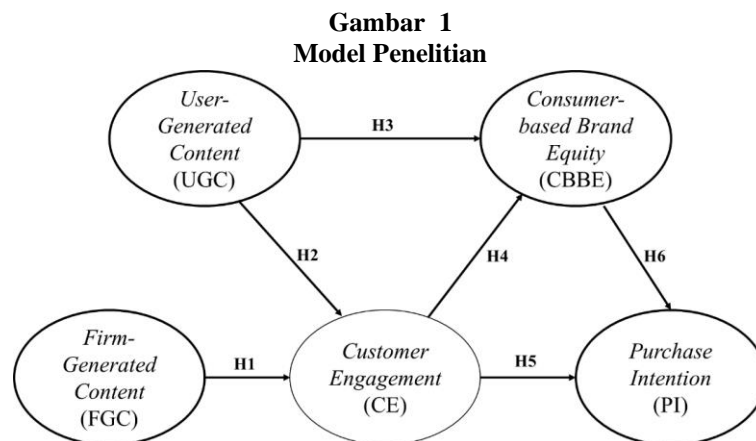 Gambar 1
Model Penelitian
User-
Generated
Content
(UGC)
H3
Consumer-
based Brand
Equity
(CBBE)
H2
H4
H6
Firm-
Generated
Content
(FGC)
H1
Customer
Engagement
(CE)
H5
Purchase
Intention
(PI)